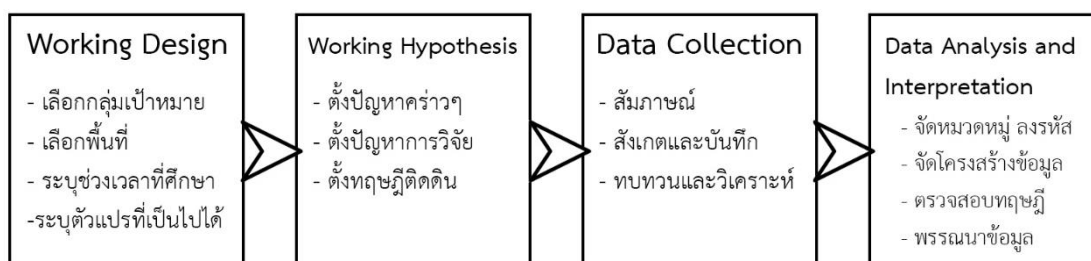 Working Design
- เลือกกลุ่มเป้าหมาย
- เลือกพื้นที่
- ระบุช่วงเวลาที่ศึกษา
-ระบุตัวแปรที่เป็นไปได้
Working Hypothesis
- ตั้งปัญหาคร่าวๆ
- ตั้งปัญหาการวิจัย
- ตั้งทฤษฎีติดดิน
Data Collection
- สัมภาษณ์
- สังเกตและบันทึก
- ทบทวนและวิเคราะห์
Data Analysis and
Interpretation
- จัดหมวดหมู่ ลงรหัส
- จัดโครงสร้างข้อมูล
- ตรวจสอบทฤษฎี
- พรรณนาข้อมูล